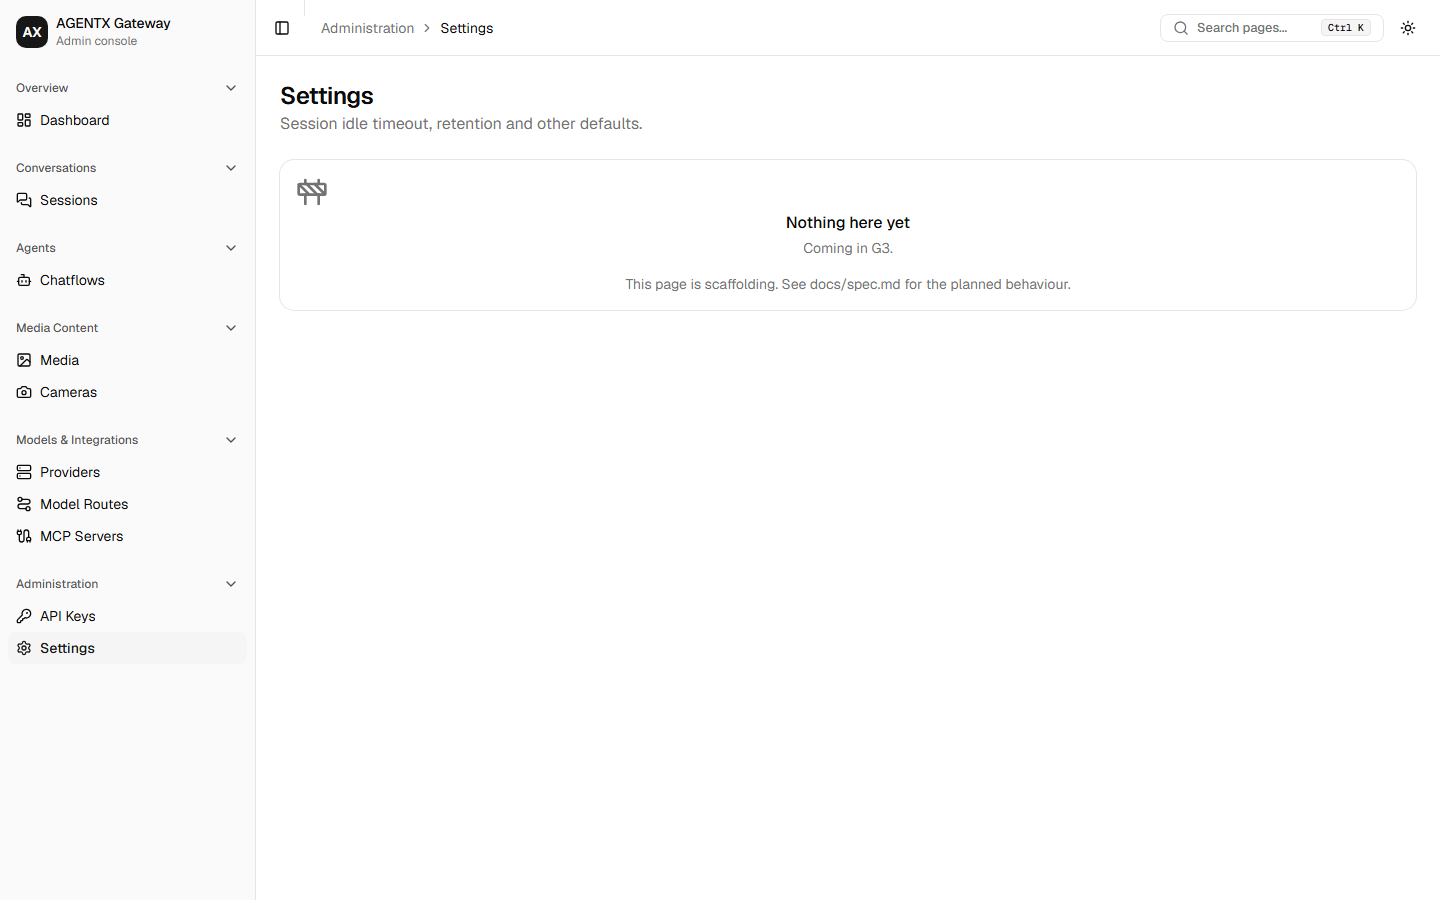 AX
AGENTX Gateway
Admin console
Overview
Dashboard
Conversations
Sessions
Agents
Chatflows
Media Content
Media
Cameras
Models & Integrations
Providers
Model Routes
MCP Servers
Administration
API Keys
Settings
Administration > Settings
Search pages...
Ctrl K
Settings
Session idle timeout, retention and other defaults.
Nothing here yet
Coming in G3.
This page is scaffolding. See docs/spec.md for the planned behaviour.